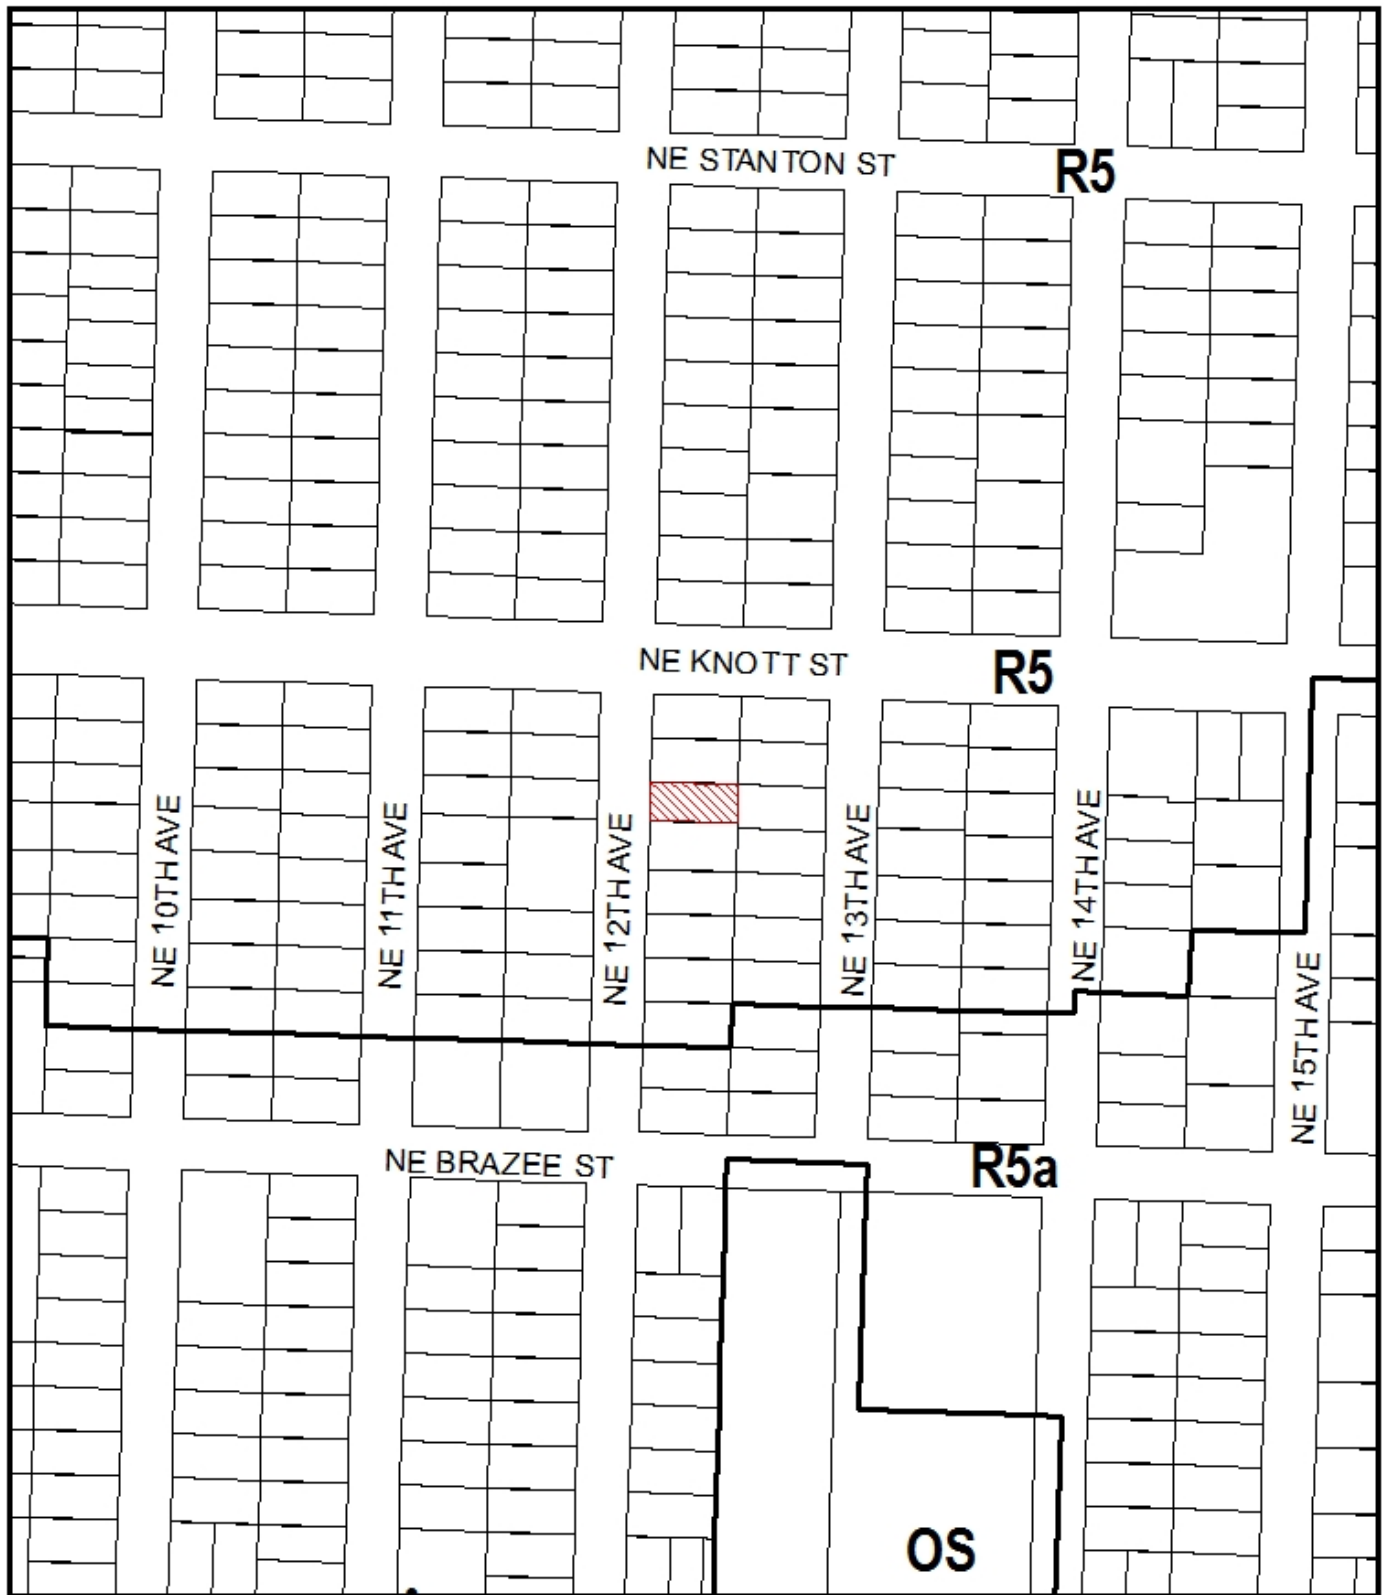 NE STANTON ST
R5
NE KNOTT ST
R5
NE 10TH AVE
NE 11TH AVE
NE 12TH AVE
NE 13TH AVE
NE 14TH AVE
NE 15TH AVE
NE BRAZEE ST
R5a
OS